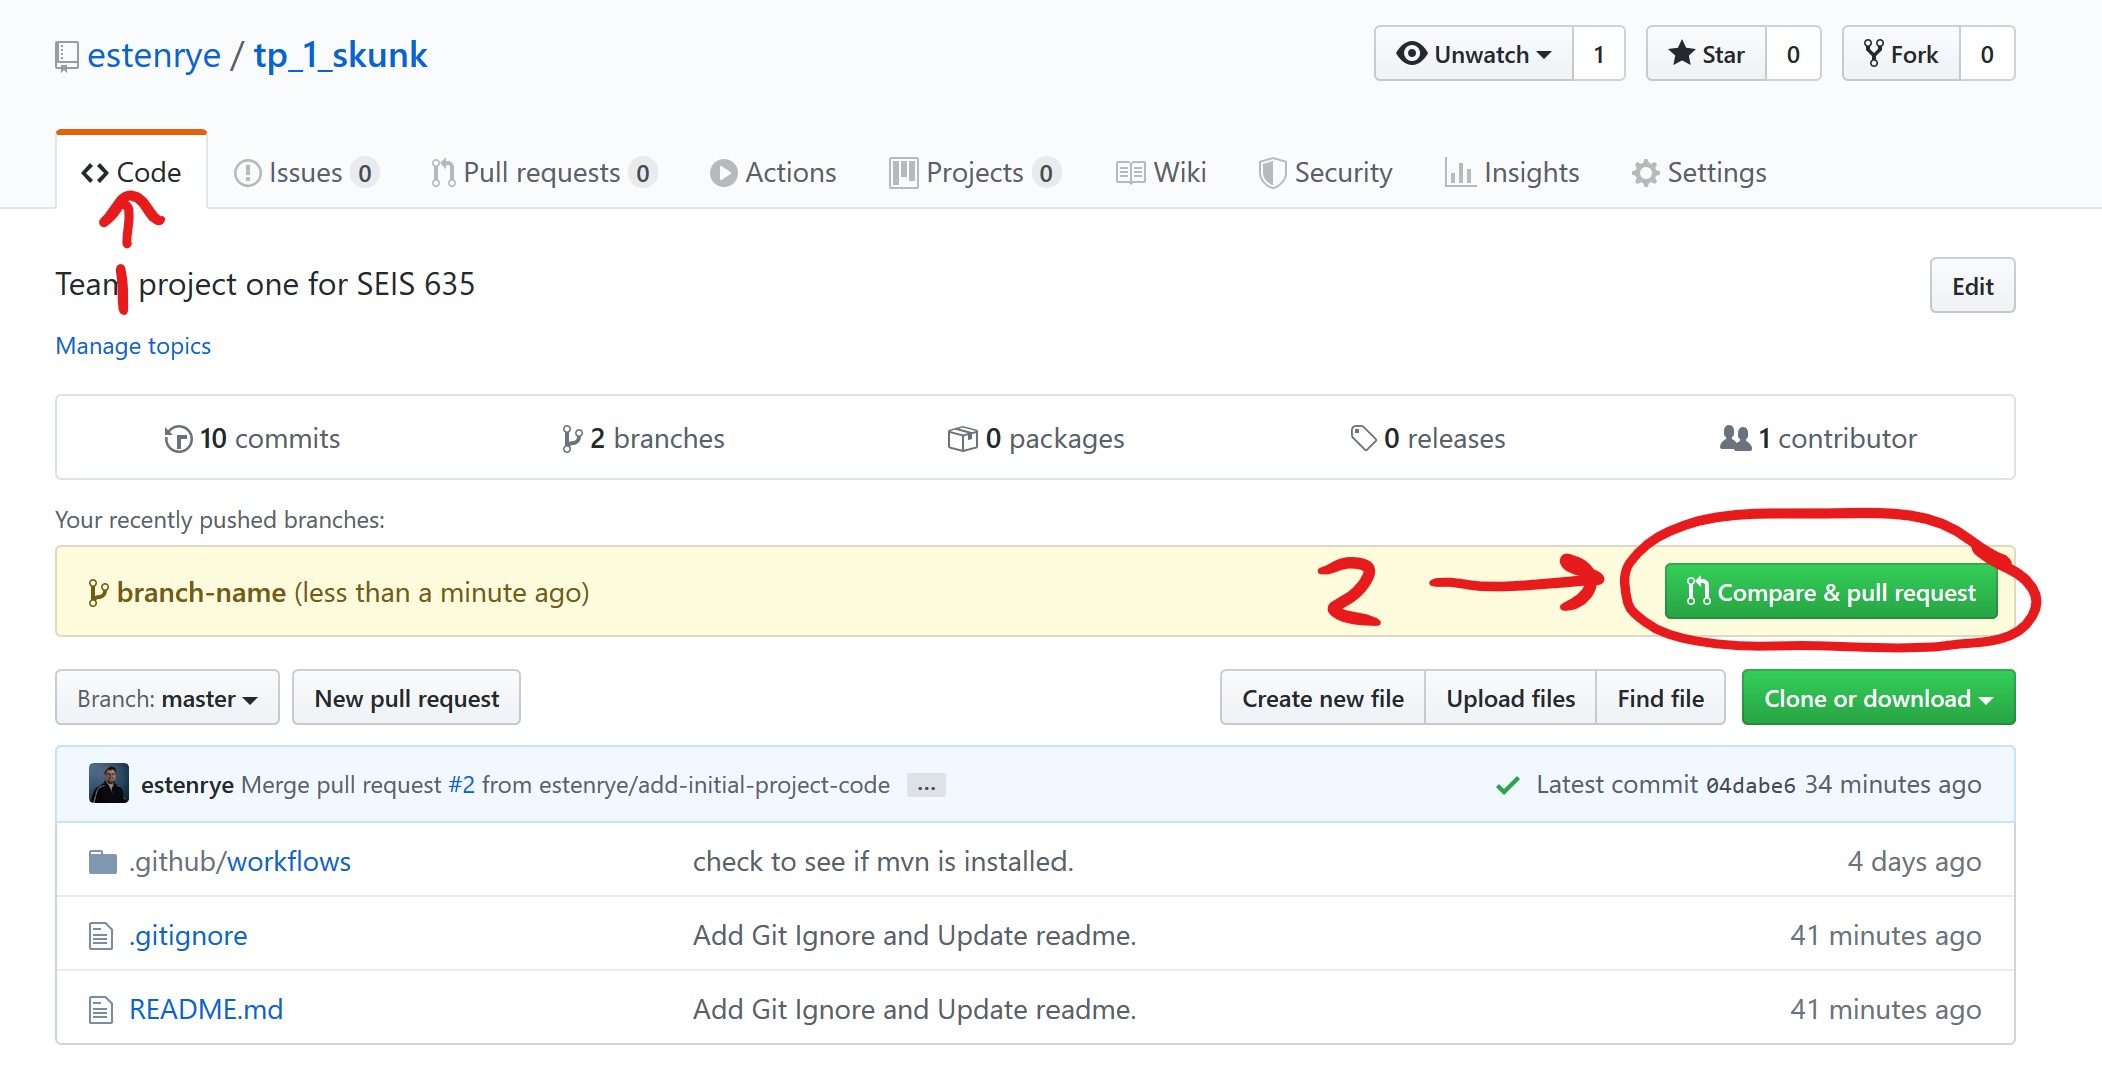 estenrye / tp_1_skunk
Unwatch 1 Star 0 Fork 0
Code Issues 0 Pull requests 0 Actions Projects 0 Wiki Security Insights Settings
1
Team project one for SEIS 635
Edit
Manage topics
10 commits 2 branches 0 packages 0 releases 1 contributor
Your recently pushed branches:
branch-name (less than a minute ago) 2 Compare & pull request
Branch: master New pull request Create new file Upload files Find file Clone or download
estenrye Merge pull request #2 from estenrye/add-initial-project-code ... Latest commit 04dabe6 34 minutes ago
.github/workflows check to see if mvn is installed. 4 days ago
.gitignore Add Git Ignore and Update readme. 41 minutes ago
README.md Add Git Ignore and Update readme. 41 minutes ago